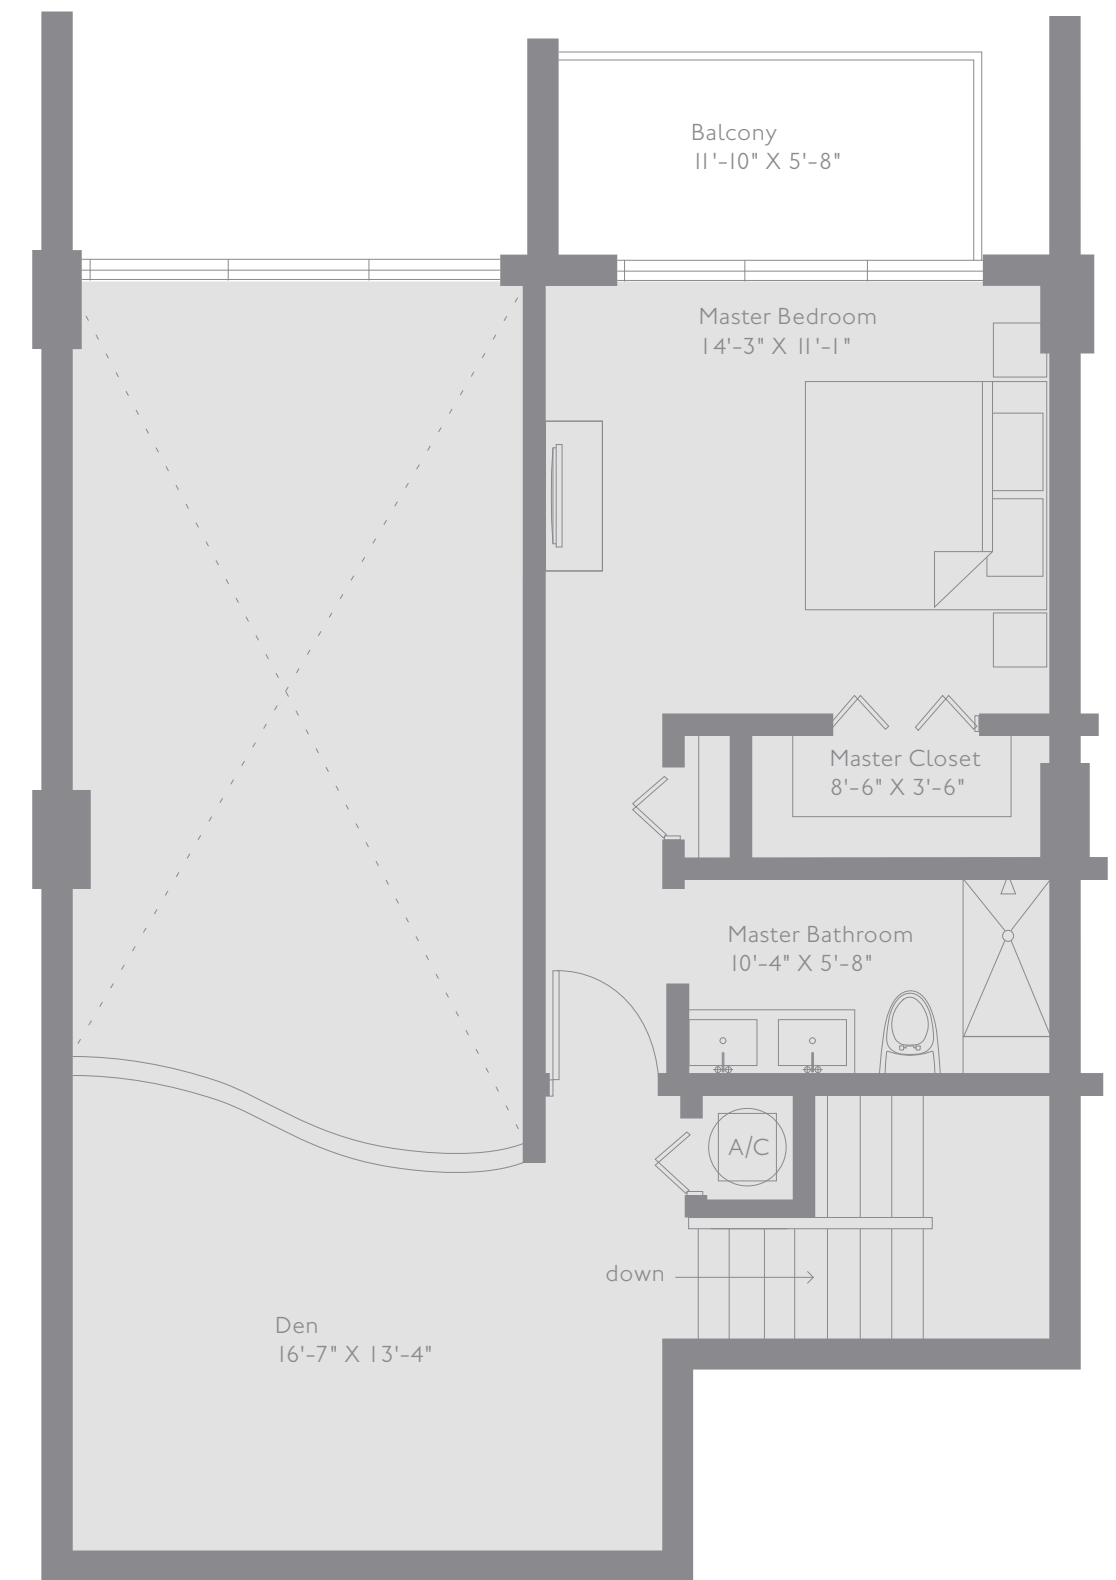 Balcony
11'-10" X 5'-8"
Master Bedroom
14'-3" X 11'-1"
Master Closet
8'-6" X 3'-6"
Master Bathroom
10'-4" X 5'-8"
A/C
down
Den
16'-7" X 13'-4"